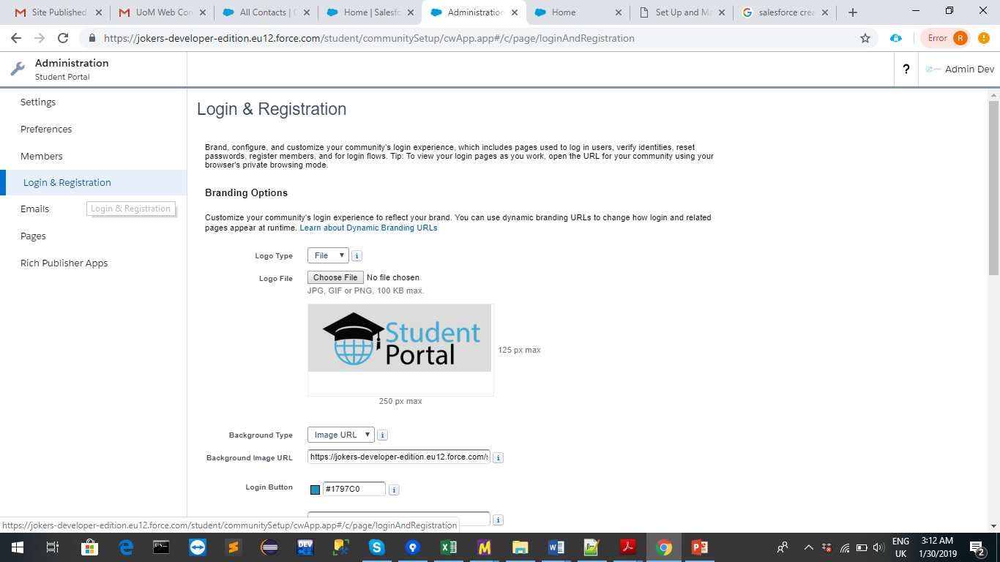 Site Published
UoM Web Con
All Contacts | C
Home | Salesfo
Administration
Home
Set Up and Ma
salesforce crea
https://jokers-developer-edition.eu12.force.com/student/communitySetup/cwApp.app#/c/page/loginAndRegistration
Error R
Administration
Student Portal
? Admin Dev
Settings
Preferences
Members
Login & Registration
Emails
Login & Registration
Pages
Rich Publisher Apps
Login & Registration
Brand, configure, and customize your community's login experience, which includes pages used to log in users, verify identities, reset
passwords, register members, and for login flows. Tip: To view your login pages as you work, open the URL for your community using your
browser's private browsing mode.
Branding Options
Customize your community's login experience to reflect your brand. You can use dynamic branding URLs to change how login and related
pages appear at runtime. Learn about Dynamic Branding URLs
Logo Type File
Logo File Choose File No file chosen
JPG, GIF or PNG, 100 KB max.
Student
Portal
125 px max
250 px max
Background Type Image URL
Background Image URL https://jokers-developer-edition.eu12.force.com/s
Login Button #1797C0
https://jokers-developer-edition.eu12.force.com/student/communitySetup/cwApp.app#/c/page/loginAndRegistration
DEV
ENG
UK
3:12 AM
1/30/2019
2